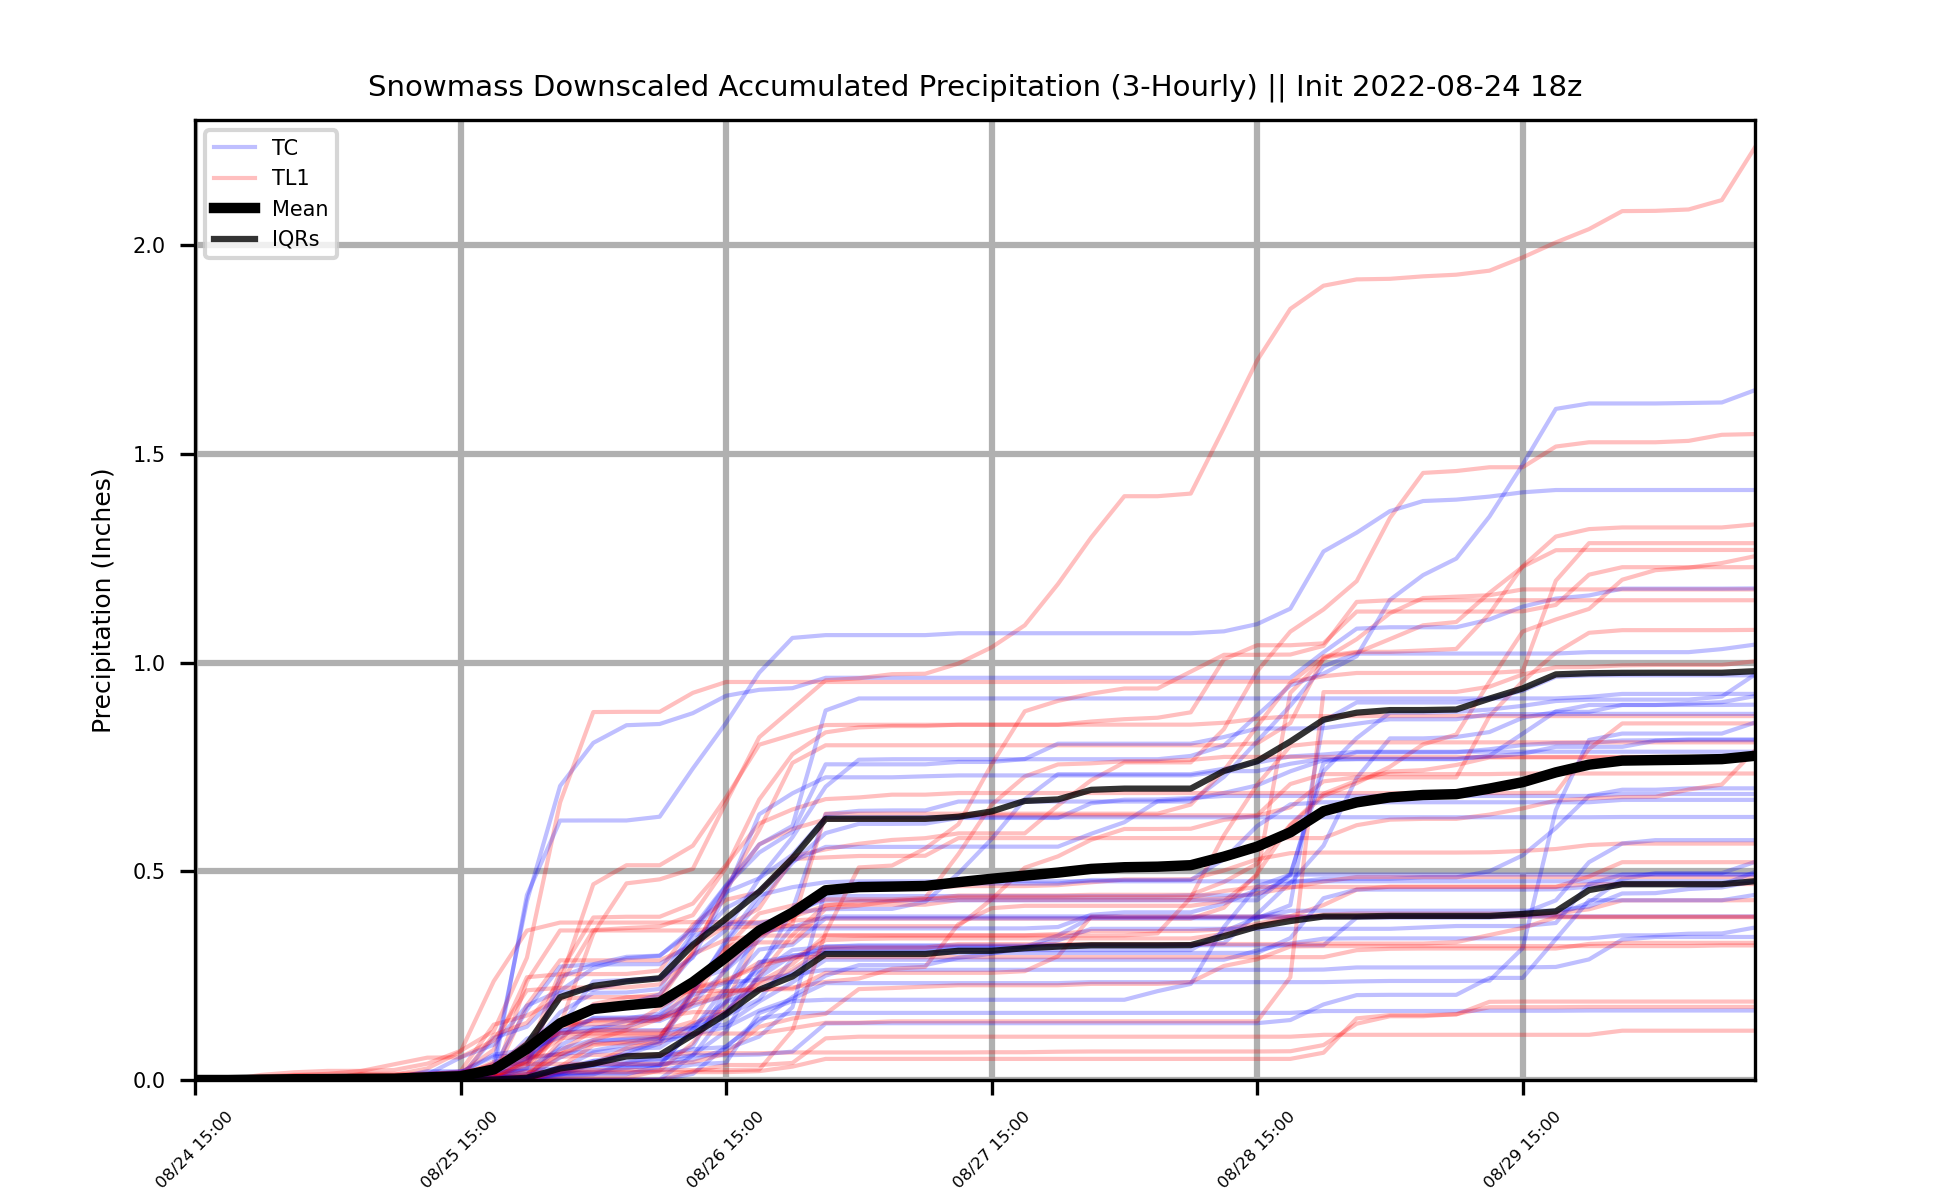 Snowmass Downscaled Accumulated Precipitation (3-Hourly) || Init 2022-08-24 18z
TC
TL1
Mean
IQRs
Precipitation (Inches)
2.0
1.5
1.0
0.5
0.0
08/24 15:00
08/25 15:00
08/26 15:00
08/27 15:00
08/28 15:00
08/29 15:00